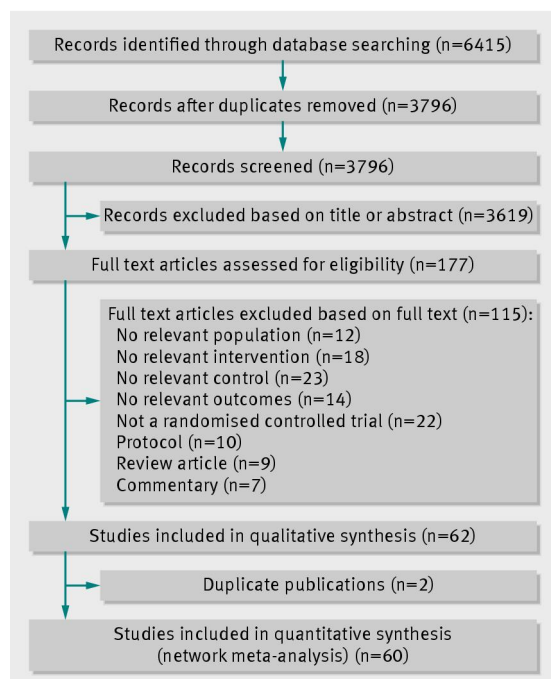 Records identified through database searching (n=6415)
Records after duplicates removed (n=3796)
Records screened (n=3796)
Records excluded based on title or abstract (n=3619)
Full text articles assessed for eligibility (n=177)
Full text articles excluded based on full text (n=115):
No relevant population (n=12)
No relevant intervention (n=18)
No relevant control (n=23)
No relevant outcomes (n=14)
Not a randomised controlled trial (n=22)
Protocol (n=10)
Review article (n=9)
Commentary (n=7)
Studies included in qualitative synthesis (n=62)
Duplicate publications (n=2)
Studies included in quantitative synthesis
(network meta-analysis) (n=60)